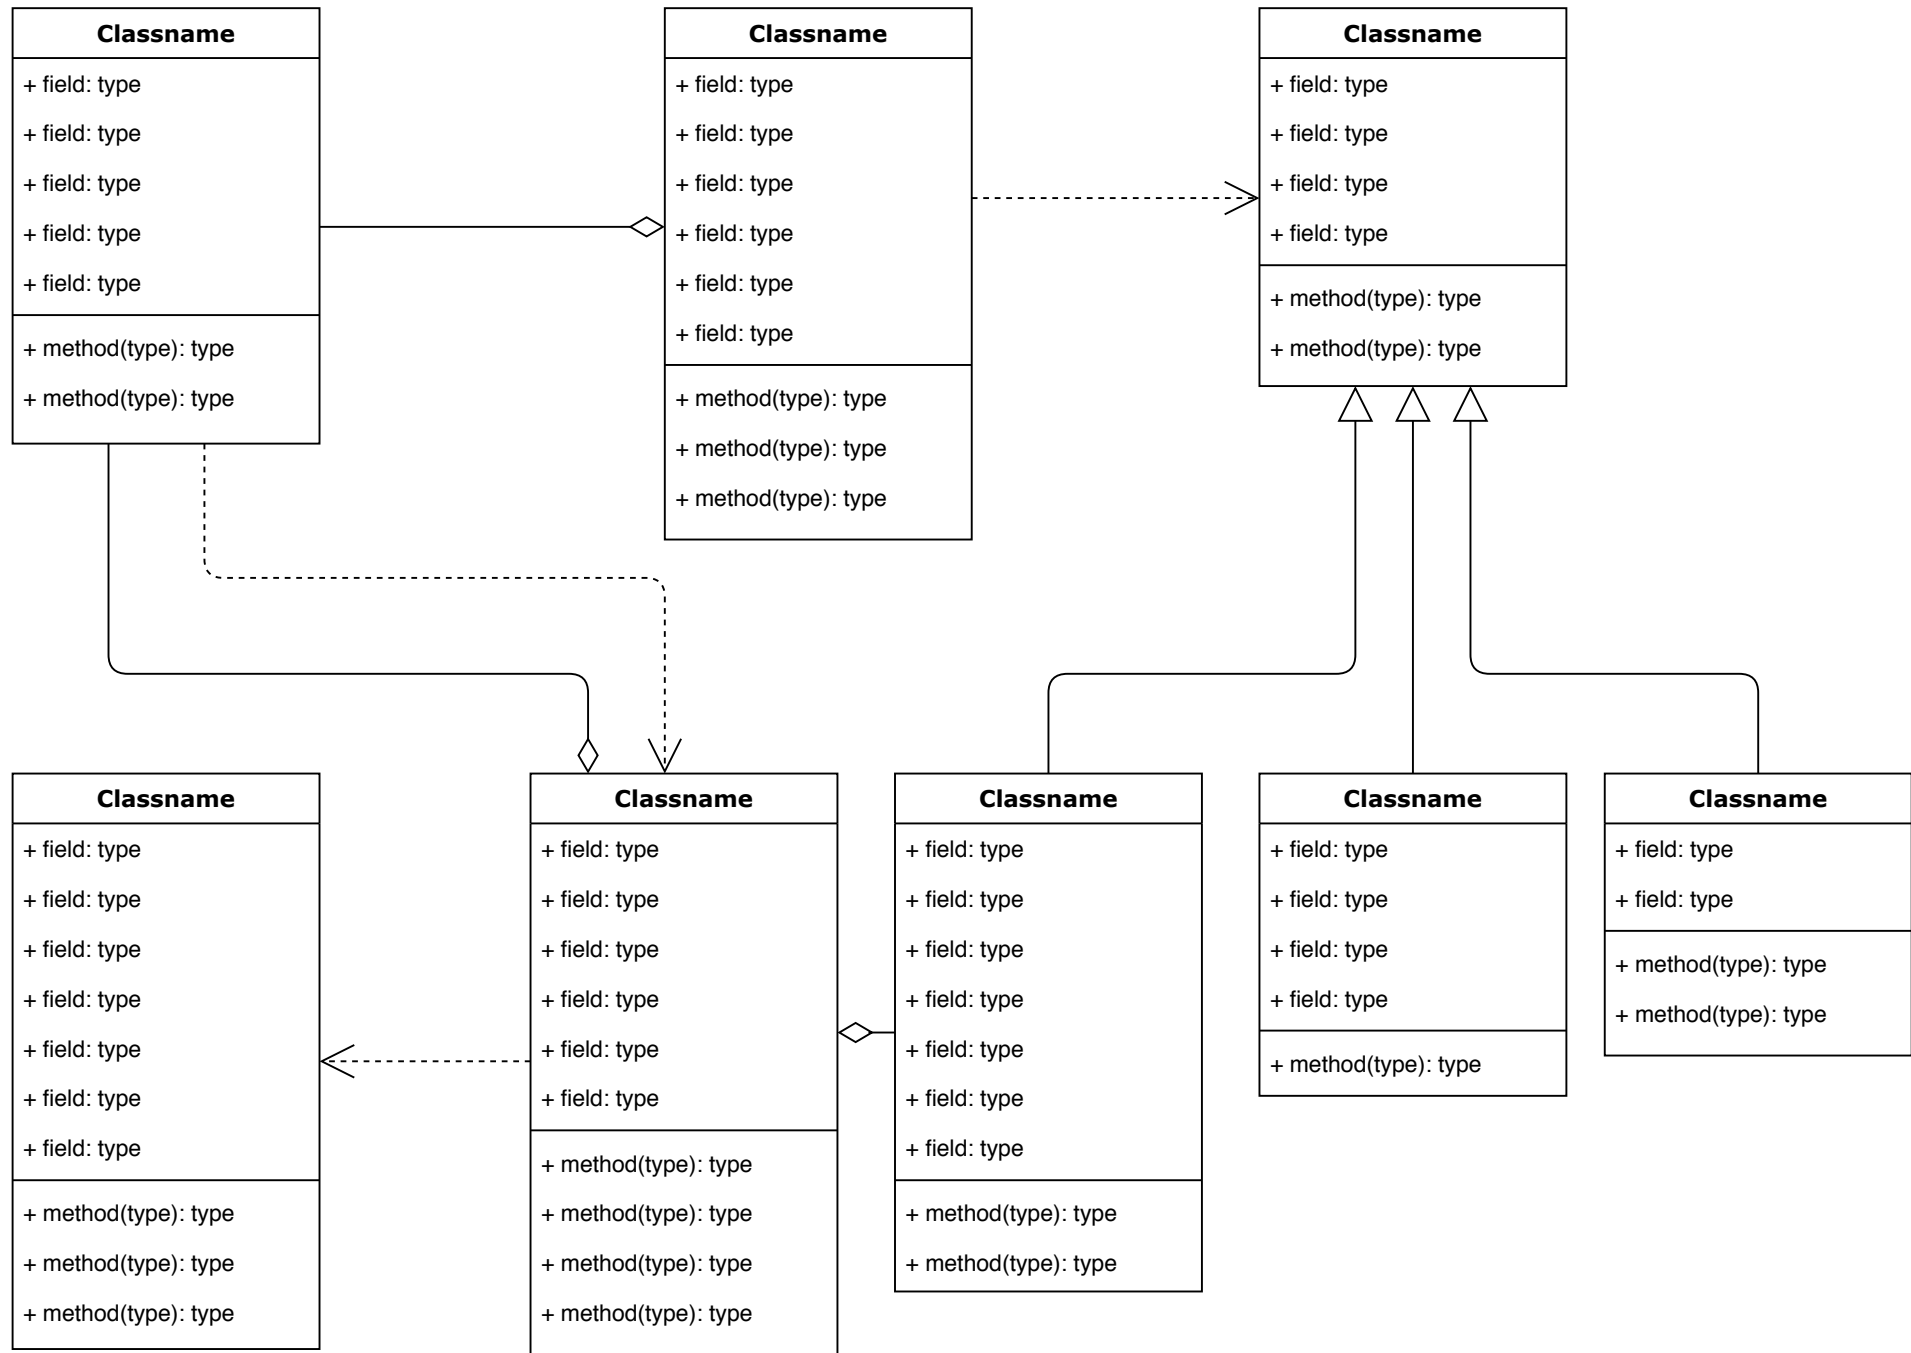 Classname
+ field: type
+ field: type
+ field: type
+ field: type
+ field: type
+ method(type): type
+ method(type): type
Classname
+ field: type
+ field: type
+ field: type
+ field: type
+ field: type
+ field: type
+ method(type): type
+ method(type): type
+ method(type): type
Classname
+ field: type
+ field: type
+ field: type
+ field: type
+ method(type): type
+ method(type): type
Classname
+ field: type
+ field: type
+ field: type
+ field: type
+ field: type
+ field: type
+ field: type
+ method(type): type
+ method(type): type
+ method(type): type
Classname
+ field: type
+ field: type
+ field: type
+ field: type
+ field: type
+ field: type
+ method(type): type
+ method(type): type
+ method(type): type
+ method(type): type
Classname
+ field: type
+ field: type
+ field: type
+ field: type
+ field: type
+ field: type
+ field: type
+ method(type): type
+ method(type): type
Classname
+ field: type
+ field: type
+ field: type
+ field: type
+ method(type): type
Classname
+ field: type
+ field: type
+ method(type): type
+ method(type): type